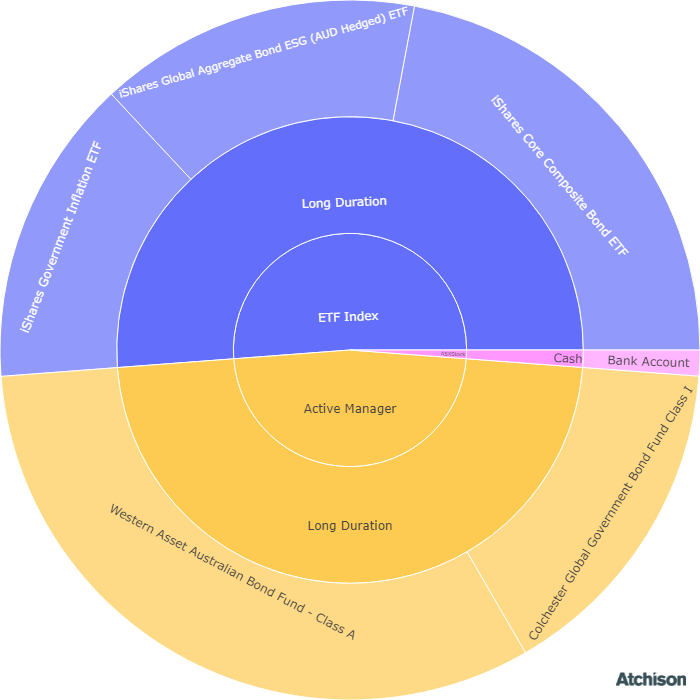 iShares Global Aggregate Bond ESG (AUD Hedged) ETF
iShares Core Composite Bond ETF
iShares Government Inflation ETF
Long Duration
ETF Index
ASXStock
Cash
Bank Account
Active Manager
Long Duration
Western Asset Australian Bond Fund - Class A
Colchester Global Government Bond Fund Class I
Atchison